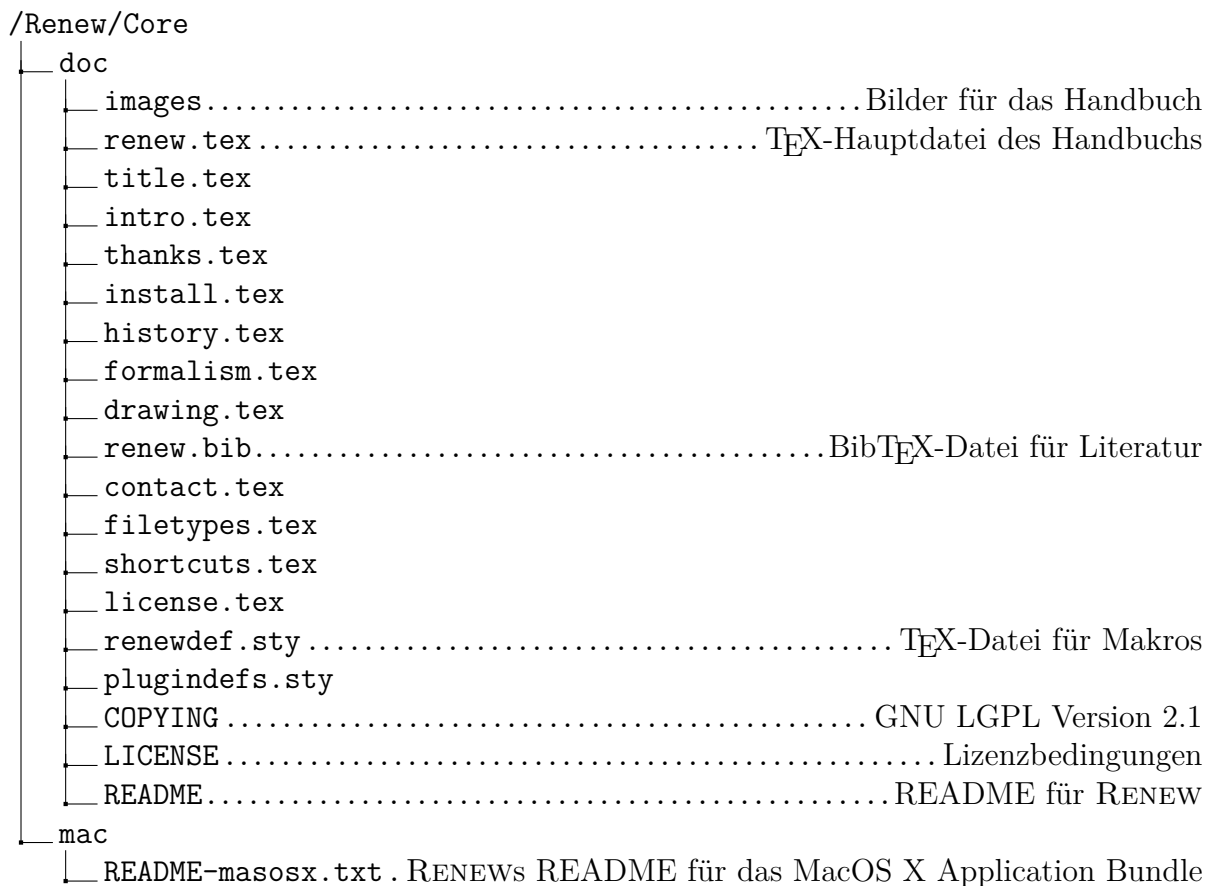 /Renew/Core
doc
images................................................Bilder für das Handbuch
renew.tex.....................................TEX-Hauptdatei des Handbuchs
title.tex
intro.tex
thanks.tex
install.tex
history.tex
formalism.tex
drawing.tex
renew.bib..........................................BibTEX-Datei für Literatur
contact.tex
filetypes.tex
shortcuts.tex
license.tex
renewdef.sty...........................................TEX-Datei für Makros
plugindefs.sty
COPYING...............................................GNU LGPL Version 2.1
LICENSE....................................................Lizenzbedingungen
README..................................................README für RENEW
mac
README-masosx.txt . RENEWS README für das MacOS X Application Bundle